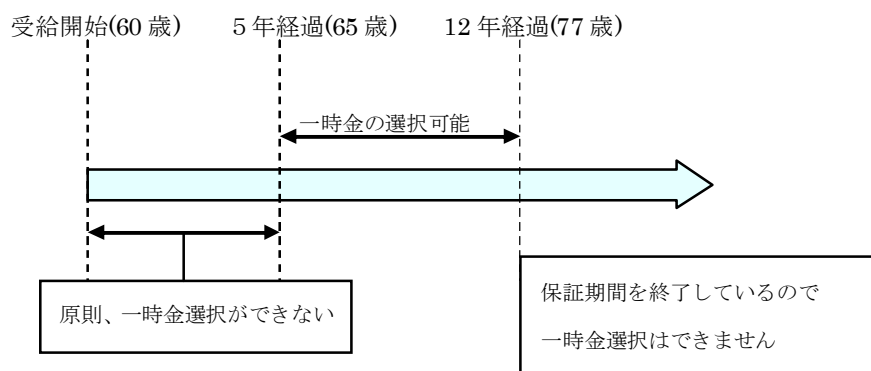 受給開始(60 歳)
５年経過(65 歳)
12 年経過(77 歳)
一時金の選択可能
原則、一時金選択ができない
保証期間を終了しているので
一時金選択はできません